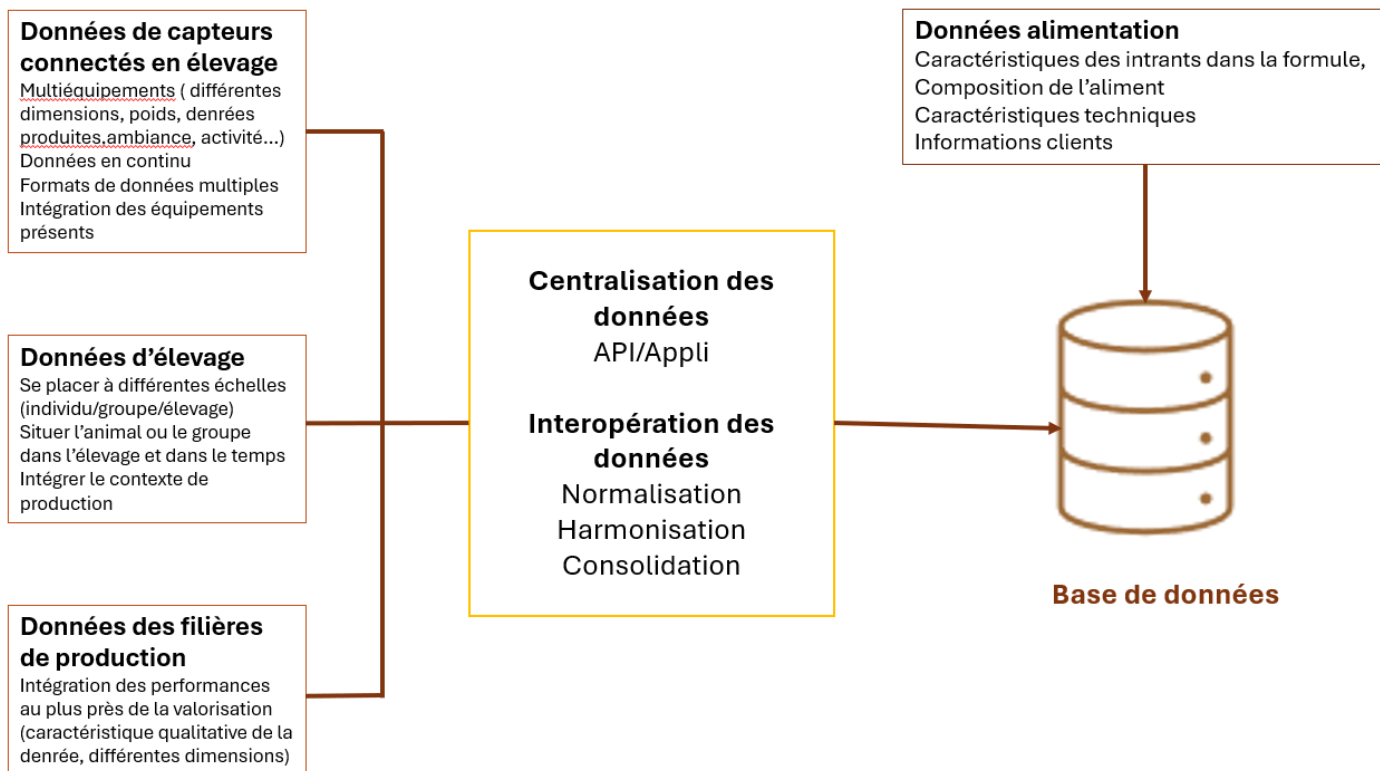 Données de capteurs
connectés en élevage
Multiéquipements ( différentes
dimensions, poids, denrées
produites,ambiance, activité...)
Données en continu
Formats de données multiples
Intégration des équipements
présents
Données d'élevage
Se placer à différentes échelles
(individu/groupe/élevage)
Situer l'animal ou le groupe
dans l'élevage et dans le temps
Intégrer le contexte de
production
Données des filières
de production
Intégration des performances
au plus près de la valorisation
(caractéristique qualitative de la
denrée, différentes dimensions)
Centralisation des
données
API/Appli
Interopération des
données
Normalisation
Harmonisation
Consolidation
Données alimentation
Caractéristiques des intrants dans la formule,
Composition de l'aliment
Caractéristiques techniques
Informations clients
Base de données